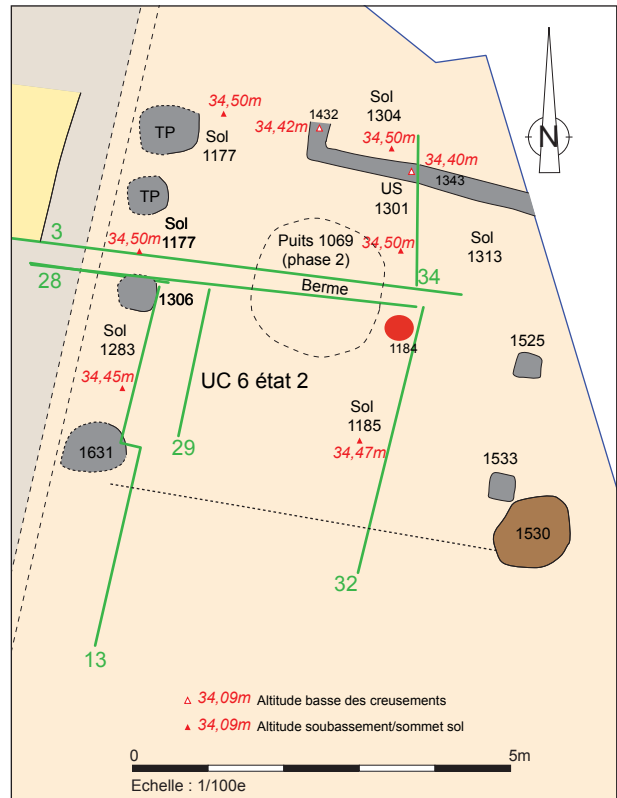 34,50m
Sol
1177
TP
1432
34,42m
Sol
1304
34,50m
34,40m
1343
US
1301
N
TP
Sol
1177
34,50m
3
Puits 1069
(phase 2)
34,50m
Sol
1313
28
Berme
34
1306
1184
Sol
1283
34,45m
UC 6 état 2
1525
Sol
1185
34,47m
29
1631
1533
1530
32
13
34,09m Altitude basse des creusements
34,09m Altitude soubassement/sommet sol
0 5m
Echelle : 1/100e